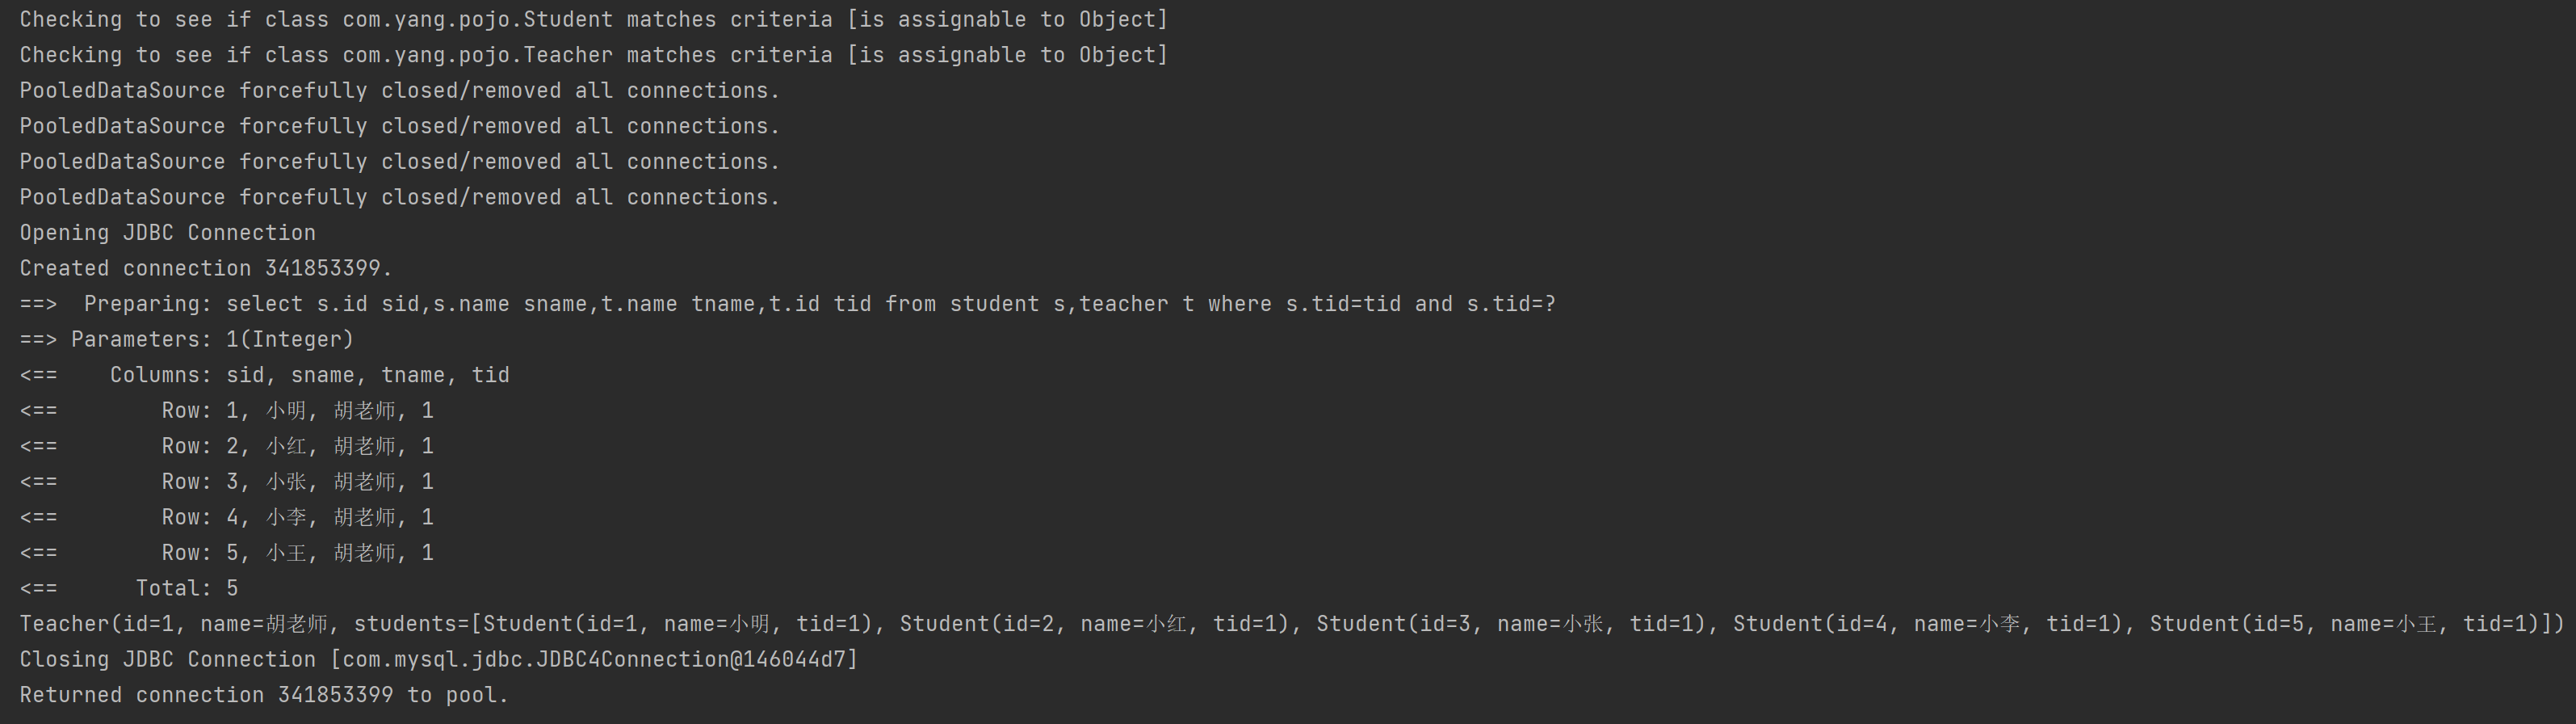 Checking to see if class com.yang.pojo.Student matches criteria [is assignable to Object]
Checking to see if class com.yang.pojo.Teacher matches criteria [is assignable to Object]
PooledDataSource forcefully closed/removed all connections.
PooledDataSource forcefully closed/removed all connections.
PooledDataSource forcefully closed/removed all connections.
PooledDataSource forcefully closed/removed all connections.
Opening JDBC Connection
Created connection 341853399.
==>  Preparing: select s.id sid,s.name sname,t.name tname,t.id tid from student s,teacher t where s.tid=tid and s.tid=?
==> Parameters: 1(Integer)
<==    Columns: sid, sname, tname, tid
<==        Row: 1, 小明, 胡老师, 1
<==        Row: 2, 小红, 胡老师, 1
<==        Row: 3, 小张, 胡老师, 1
<==        Row: 4, 小李, 胡老师, 1
<==        Row: 5, 小王, 胡老师, 1
<==      Total: 5
Teacher(id=1, name=胡老师, students=[Student(id=1, name=小明, tid=1), Student(id=2, name=小红, tid=1), Student(id=3, name=小张, tid=1), Student(id=4, name=小李, tid=1), Student(id=5, name=小王, tid=1)])
Closing JDBC Connection [com.mysql.jdbc.JDBC4Connection@146044d7]
Returned connection 341853399 to pool.